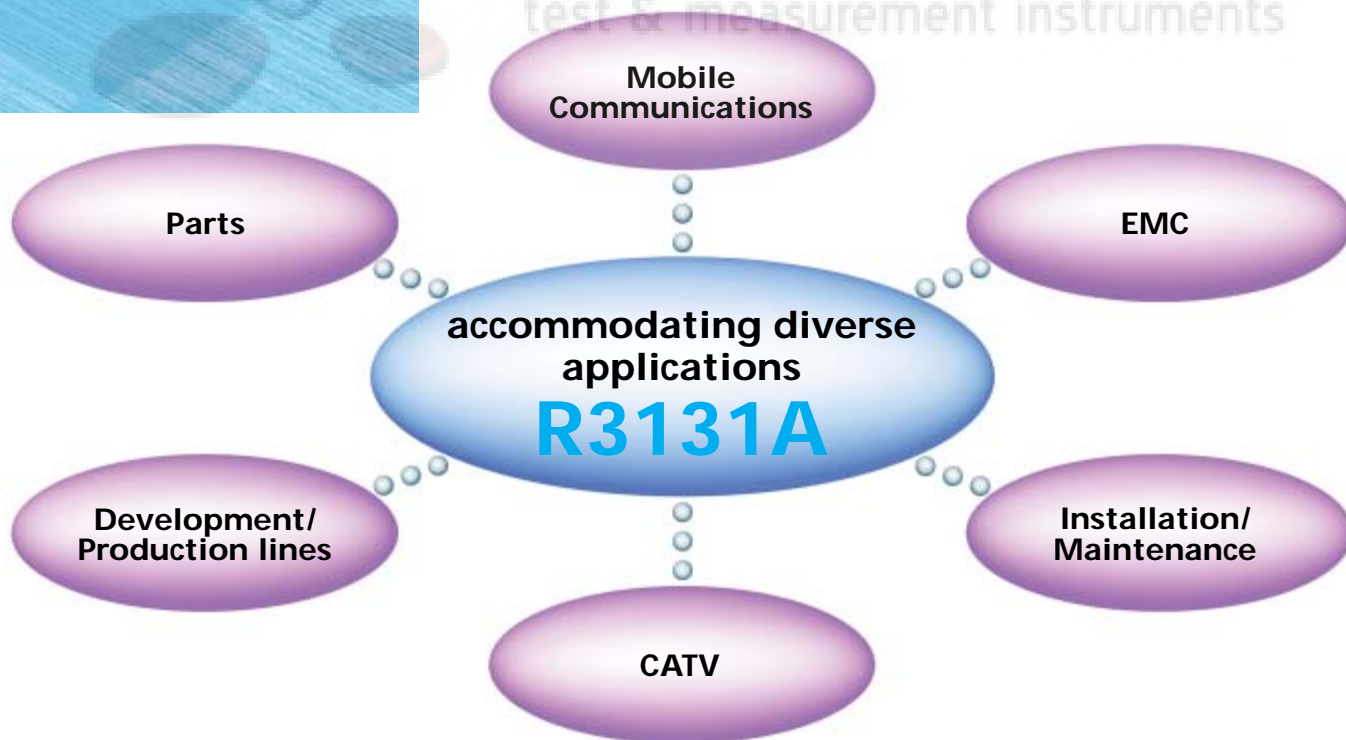 test & measurement instruments
Mobile
Communications
Parts
EMC
accommodating diverse
applications
R3131A
Development/
Production lines
Installation/
Maintenance
CATV